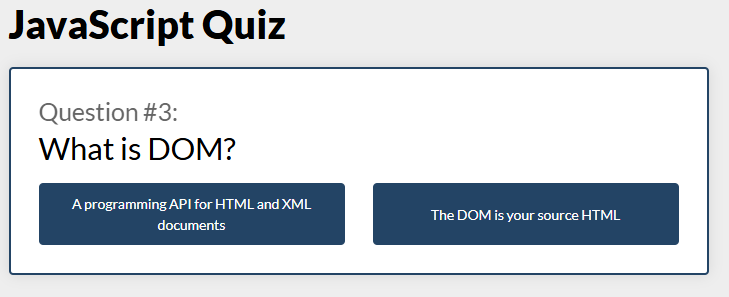 JavaScript Quiz
Question #3:
What is DOM?
A programming API for HTML and XML
documents
The DOM is your source HTML